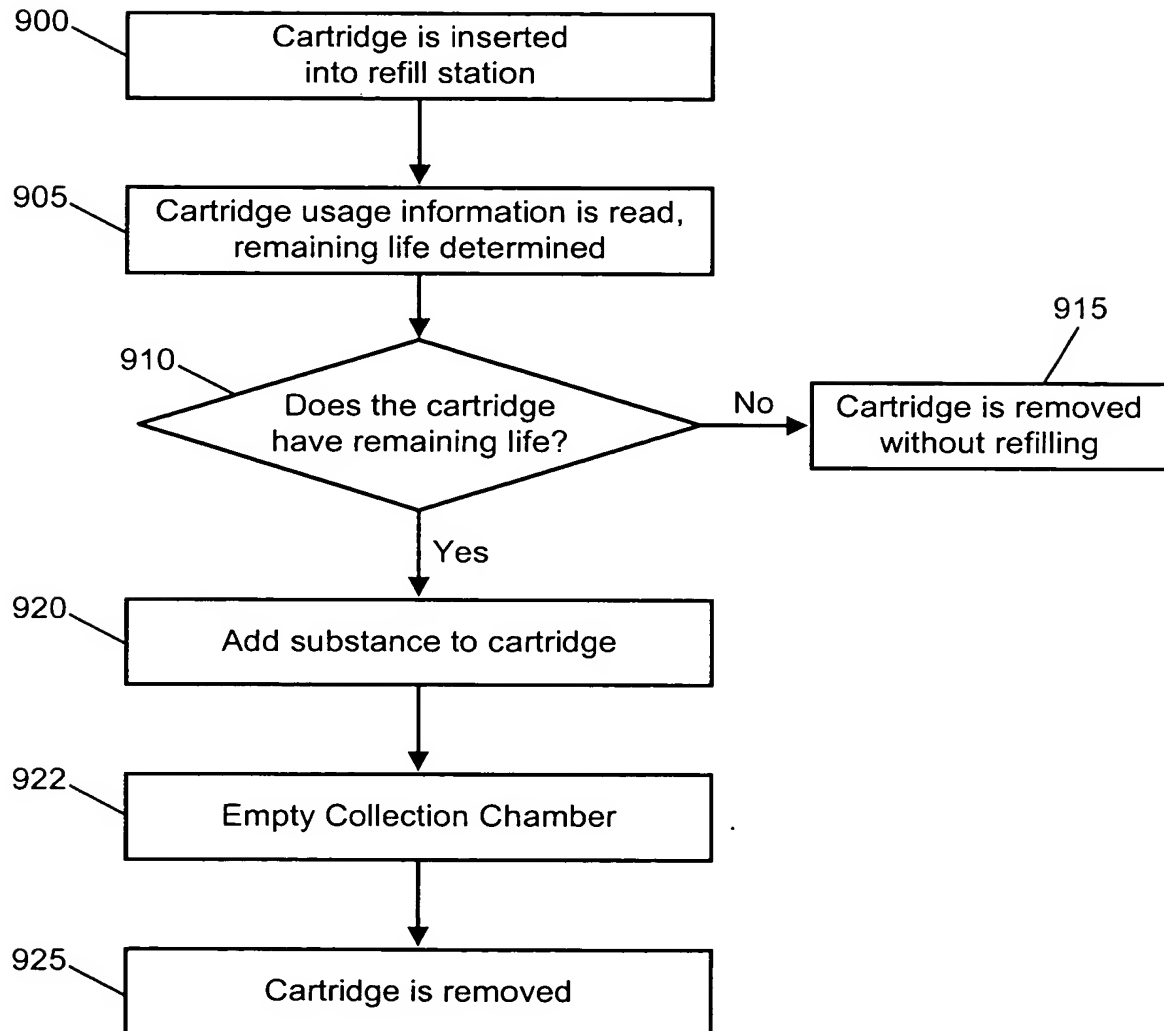 900
Cartridge is inserted
into refill station
905
Cartridge usage information is read,
remaining life determined
910
Does the cartridge
have remaining life?
No
915
Cartridge is removed
without refilling
Yes
920
Add substance to cartridge
922
Empty Collection Chamber
925
Cartridge is removed